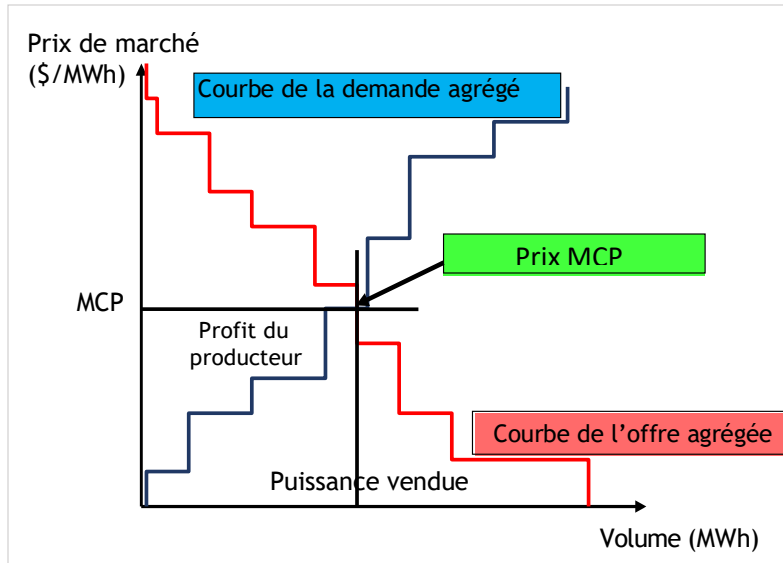 Prix de marché
($/MWh)
Courbe de la demande agrégé
Prix MCP
MCP
Profit du
producteur
Courbe de l’offre agrégée
Puissance vendue
Volume (MWh)